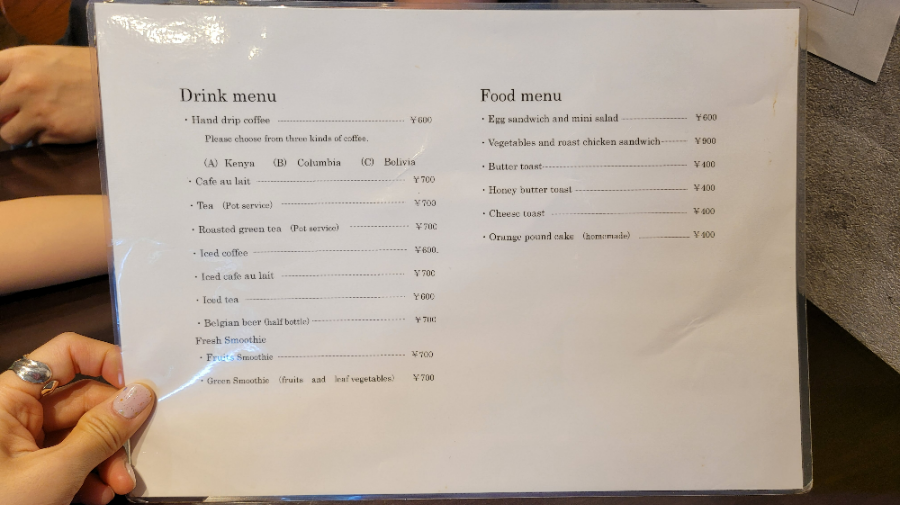 Drink menu
・Hand drip coffee ---------- ¥600
Please choose from three kinds of coffee.
(A) Kenya (B) Columbia (C) Bolivia
・Cafe au lait ---------- ¥700
・Tea (Pot service) ---------- ¥700
・Roasted green tea (Pot service) ---------- ¥700
・Iced coffee ---------- ¥600.
・Iced cafe au lait ---------- ¥700
・Iced tea ---------- ¥600
・Belgian beer (half bottle) ---------- ¥700
Fresh Smoothie
・Fruits Smoothie ---------- ¥700
・Green Smoothie (fruits and leaf vegetables) ¥700
Food menu
・Egg sandwich and mini salad ---------- ¥600
・Vegetables and roast chicken sandwich ---------- ¥900
・Butter toast ---------- ¥400
・Honey butter toast ---------- ¥400
・Cheese toast ---------- ¥400
・Orange pound cake (homemade) ---------- ¥400